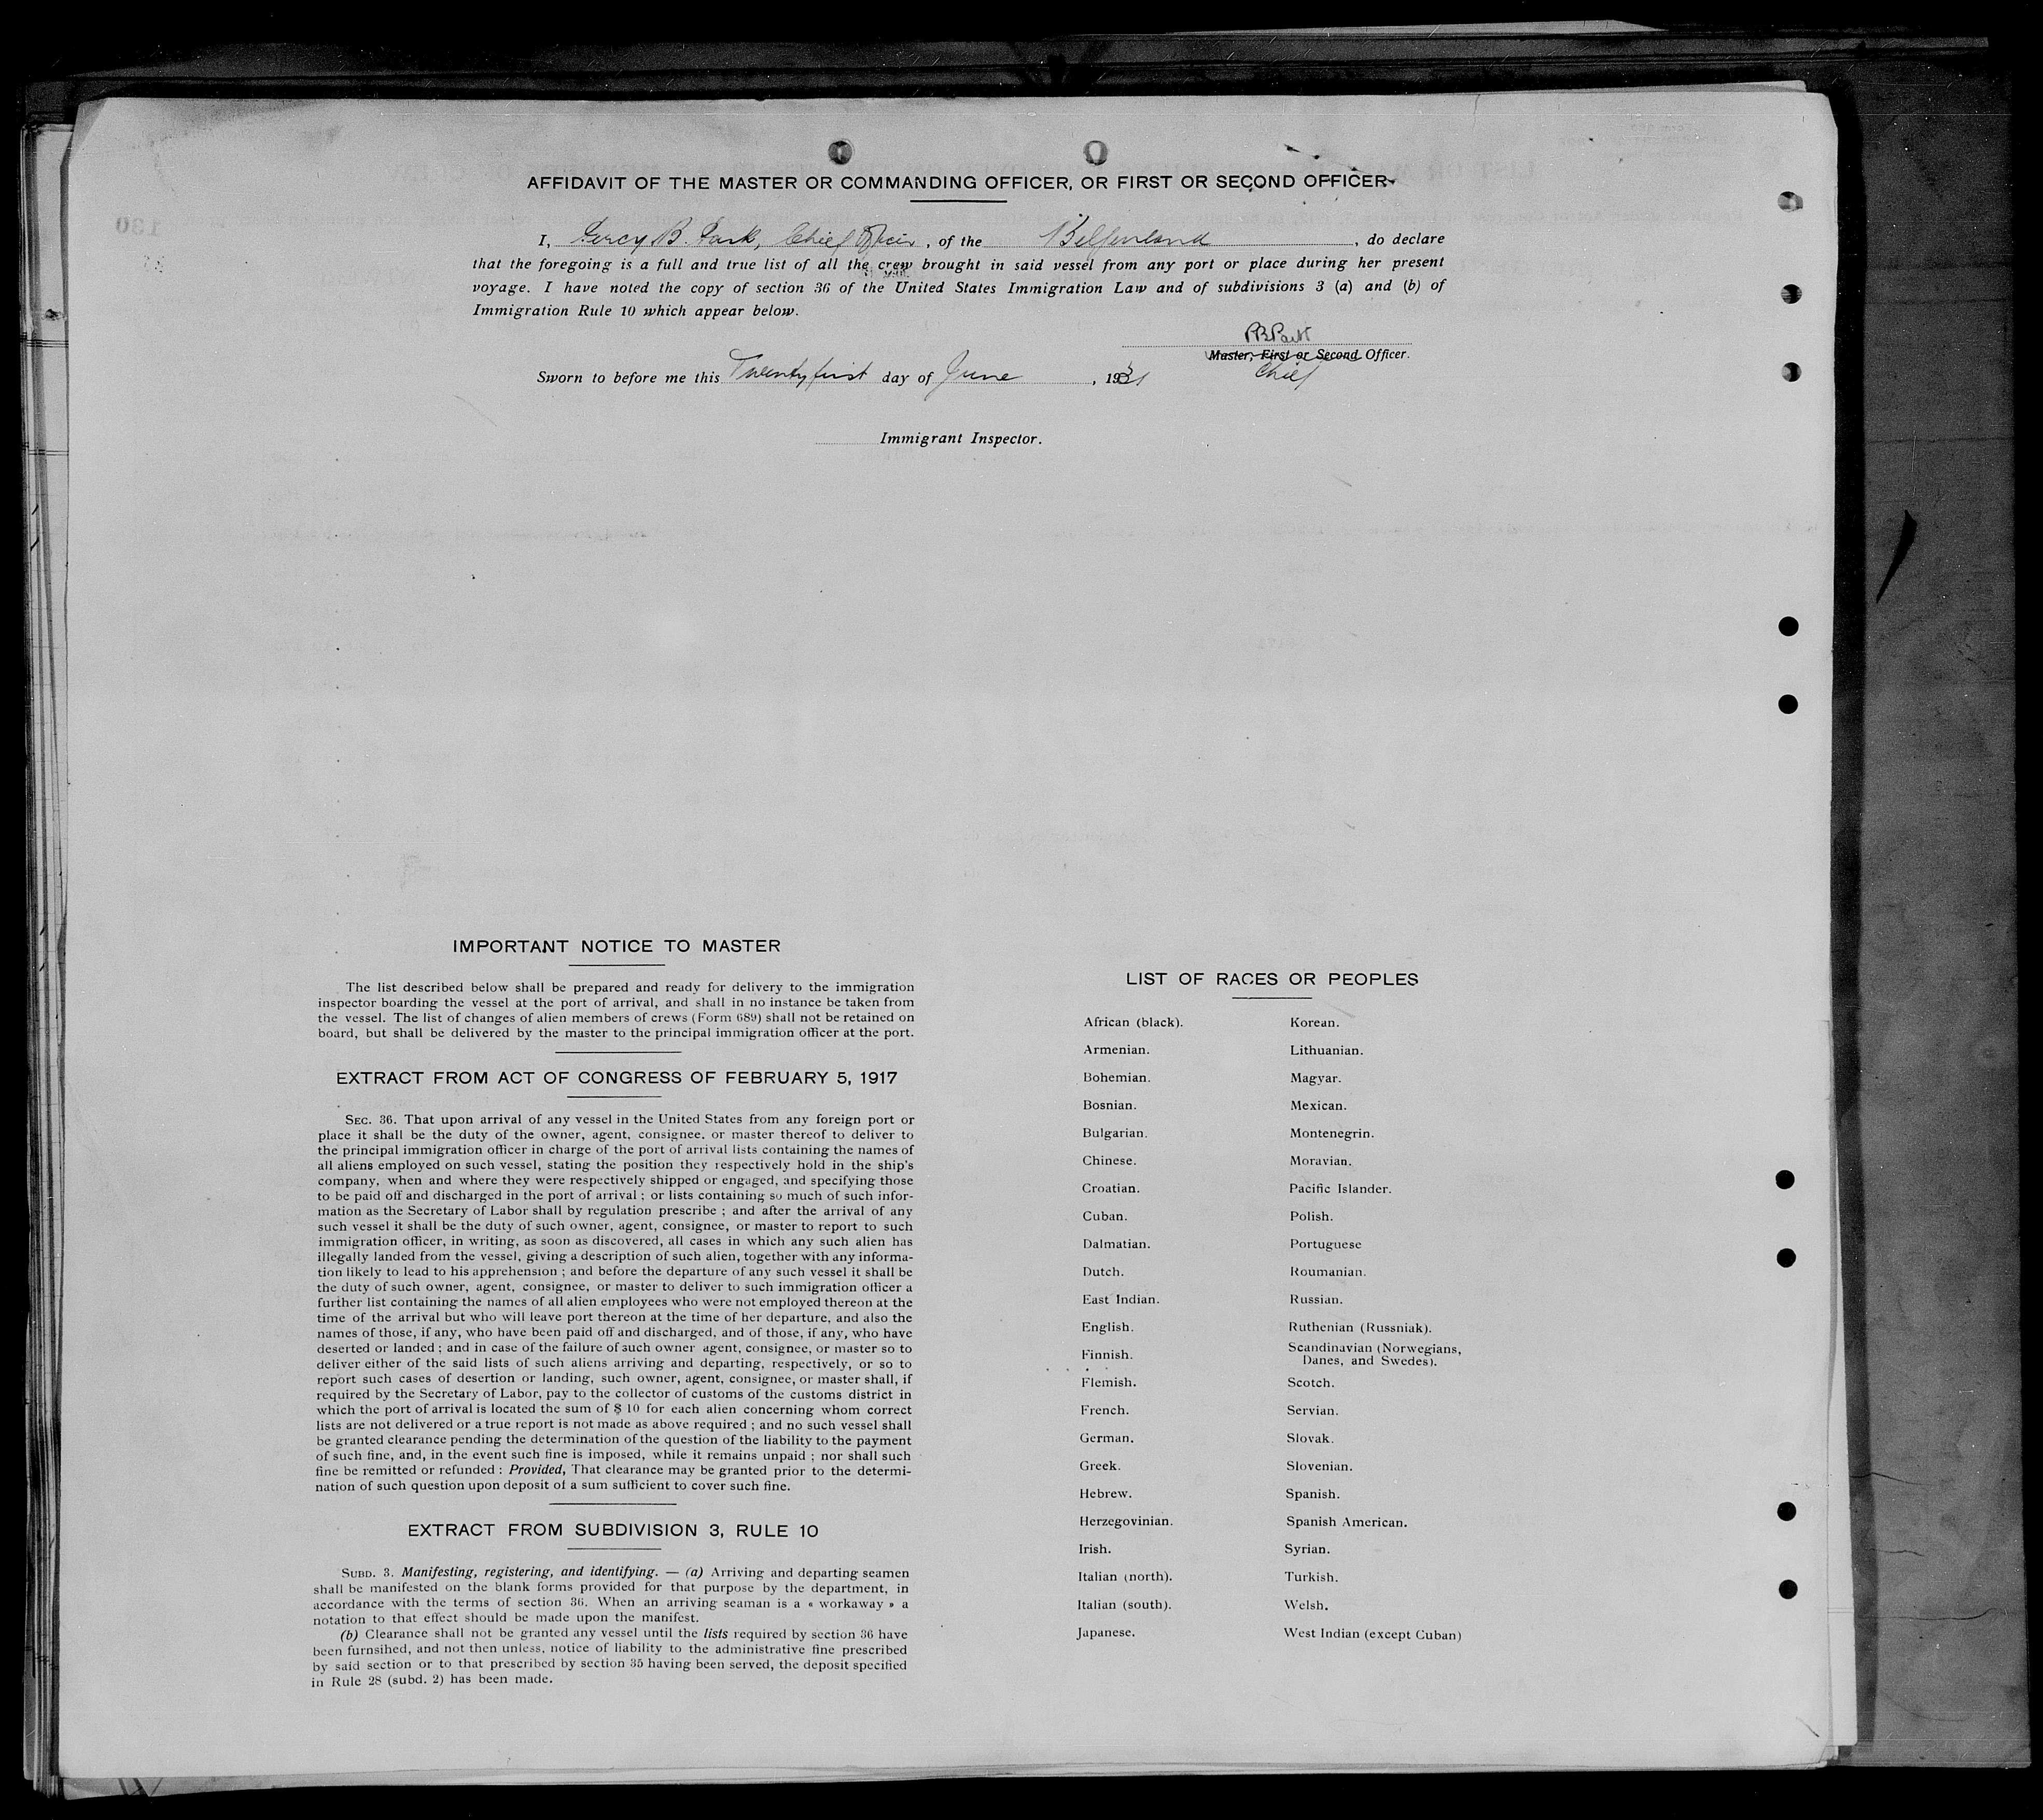 AFFIDAVIT OF THE MASTER OR COMMANDING OFFICER, OR FIRST OR SECOND OFFICER
I, Percy B. Park, Chief Officer, of the Belgenland, do declare
that the foregoing is a full and true list of all the crew brought in said vessel from any port or place during her present
voyage. I have noted the copy of section 36 of the United States Immigration Law and of subdivisions 3 (a) and (b) of
Immigration Rule 10 which appear below.
PBPark
Master, First or Second Officer.
Chief
Sworn to before me this Twenty first day of June, 1931
Immigrant Inspector.
IMPORTANT NOTICE TO MASTER
The list described below shall be prepared and ready for delivery to the immigration
inspector boarding the vessel at the port of arrival, and shall in no instance be taken from
the vessel. The list of changes of alien members of crews (Form 689) shall not be retained on
board, but shall be delivered by the master to the principal immigration officer at the port.
EXTRACT FROM ACT OF CONGRESS OF FEBRUARY 5, 1917
SEC. 36. That upon arrival of any vessel in the United States from any foreign port or
place it shall be the duty of the owner, agent, consignee, or master thereof to deliver to
the principal immigration officer in charge of the port of arrival lists containing the names of
all aliens employed on such vessel, stating the position they respectively hold in the ship's
company, when and where they were respectively shipped or engaged, and specifying those
to be paid off and discharged in the port of arrival ; or lists containing so much of such infor-
mation as the Secretary of Labor shall by regulation prescribe ; and after the arrival of any
such vessel it shall be the duty of such owner, agent, consignee, or master to report to such
immigration officer, in writing, as soon as discovered, all cases in which any such alien has
illegally landed from the vessel, giving a description of such alien, together with any informa-
tion likely to lead to his apprehension ; and before the departure of any such vessel it shall be
the duty of such owner, agent, consignee, or master to deliver to such immigration officer a
further list containing the names of all alien employees who were not employed thereon at the
time of the arrival but who will leave port thereon at the time of her departure, and also the
names of those, if any, who have been paid off and discharged, and of those, if any, who have
deserted or landed ; and in case of the failure of such owner agent, consignee, or master so to
deliver either of the said lists of such aliens arriving and departing, respectively, or so to
report such cases of desertion or landing, such owner, agent, consignee, or master shall, if
required by the Secretary of Labor, pay to the collector of customs of the customs district in
which the port of arrival is located the sum of $ 10 for each alien concerning whom correct
lists are not delivered or a true report is not made as above required ; and no such vessel shall
be granted clearance pending the determination of the question of the liability to the payment
of such fine, and, in the event such fine is imposed, while it remains unpaid ; nor shall such
fine be remitted or refunded : Provided, That clearance may be granted prior to the determi-
nation of such question upon deposit of a sum sufficient to cover such fine.
EXTRACT FROM SUBDIVISION 3, RULE 10
SUBD. 3. Manifesting, registering, and identifying. — (a) Arriving and departing seamen
shall be manifested on the blank forms provided for that purpose by the department, in
accordance with the terms of section 36. When an arriving seaman is a « workaway » a
notation to that effect should be made upon the manifest.
(b) Clearance shall not be granted any vessel until the lists required by section 36 have
been furnsihed, and not then unless, notice of liability to the administrative fine prescribed
by said section or to that prescribed by section 35 having been served, the deposit specified
in Rule 28 (subd. 2) has been made.
LIST OF RACES OR PEOPLES
African (black).
Armenian.
Bohemian.
Bosnian.
Bulgarian.
Chinese.
Croatian.
Cuban.
Dalmatian.
Dutch.
East Indian.
English.
Finnish.
Flemish.
French.
German.
Greek.
Hebrew.
Herzegovinian.
Irish.
Italian (north).
Italian (south).
Japanese.
Korean.
Lithuanian.
Magyar.
Mexican.
Montenegrin.
Moravian.
Pacific Islander.
Polish.
Portuguese
Roumanian.
Russian.
Ruthenian (Russniak).
Scandinavian (Norwegians,
Danes, and Swedes).
Scotch.
Servian.
Slovak.
Slovenian.
Spanish.
Spanish American.
Syrian.
Turkish.
Welsh.
West Indian (except Cuban)